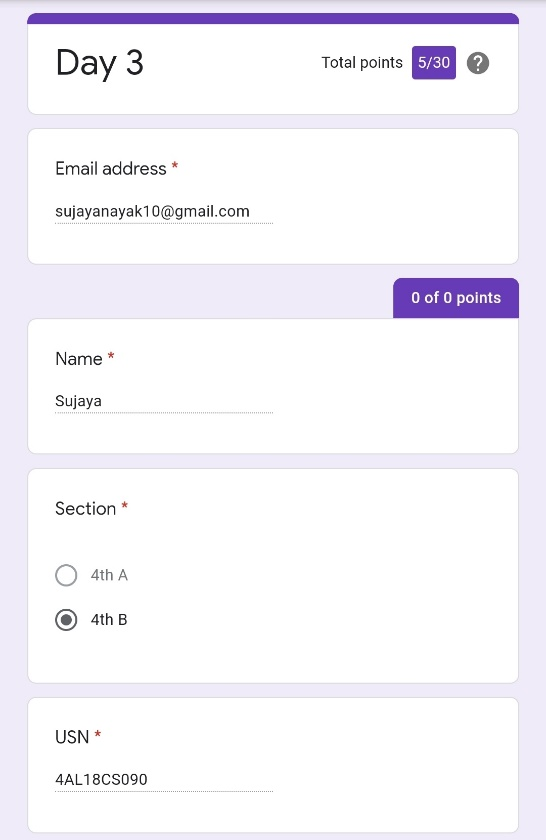 Day 3
Total points 5/30 ?
Email address *
sujayanayak10@gmail.com
0 of 0 points
Name *
Sujaya
Section *
4th A
4th B
USN *
4AL18CS090